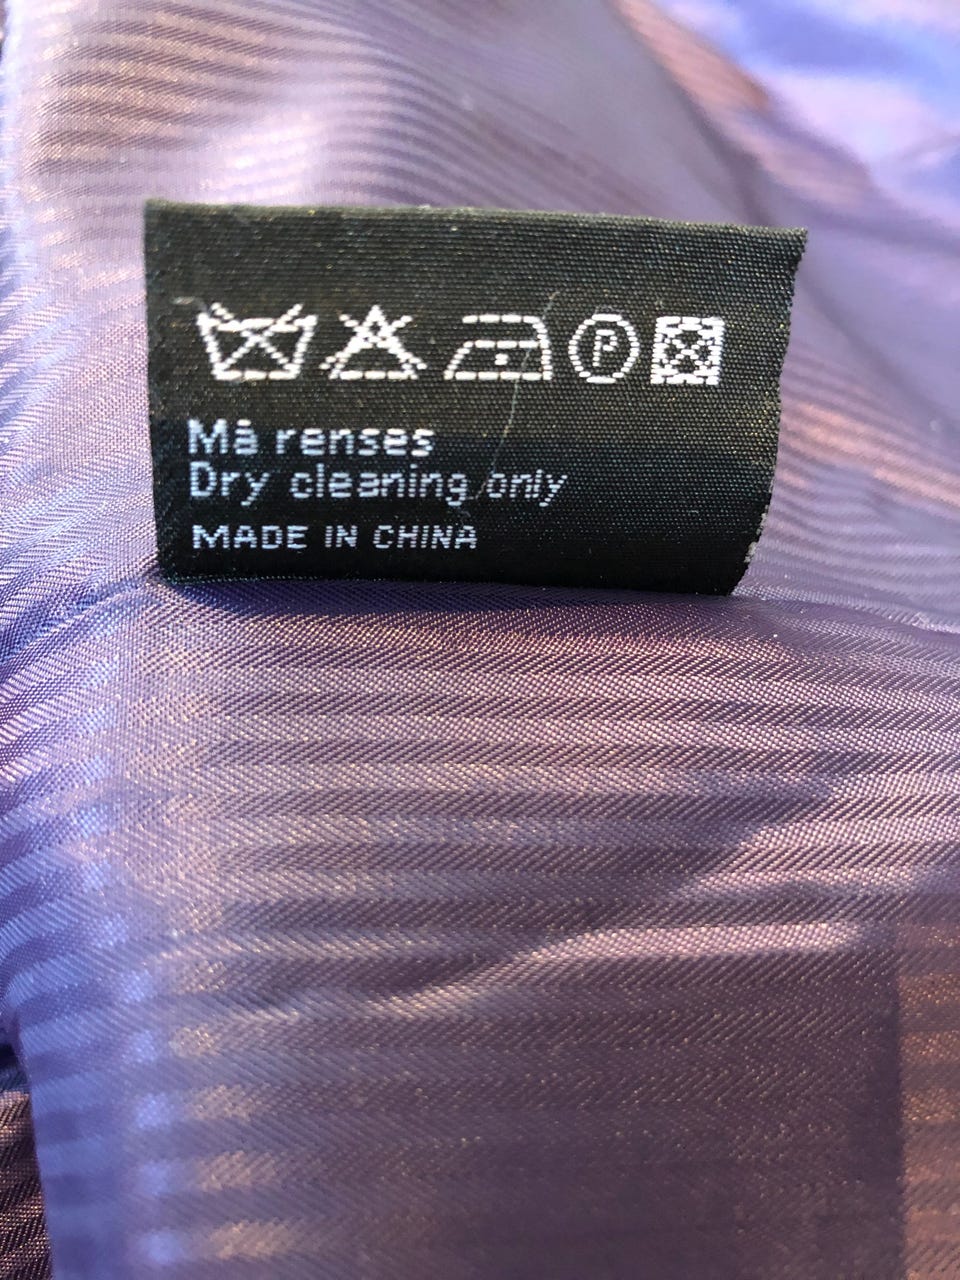 P
Må renses
Dry cleaning only
MADE IN CHINA